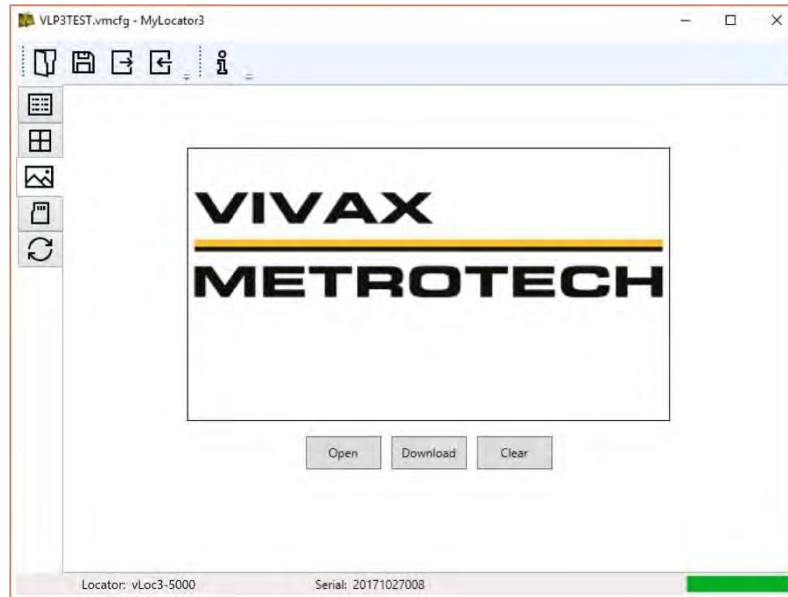 VLP3TEST.vmcfg - MyLocator3
VIVAX
METROTECH
Open Download Clear
Locator: vLoc3-5000 Serial: 20171027008